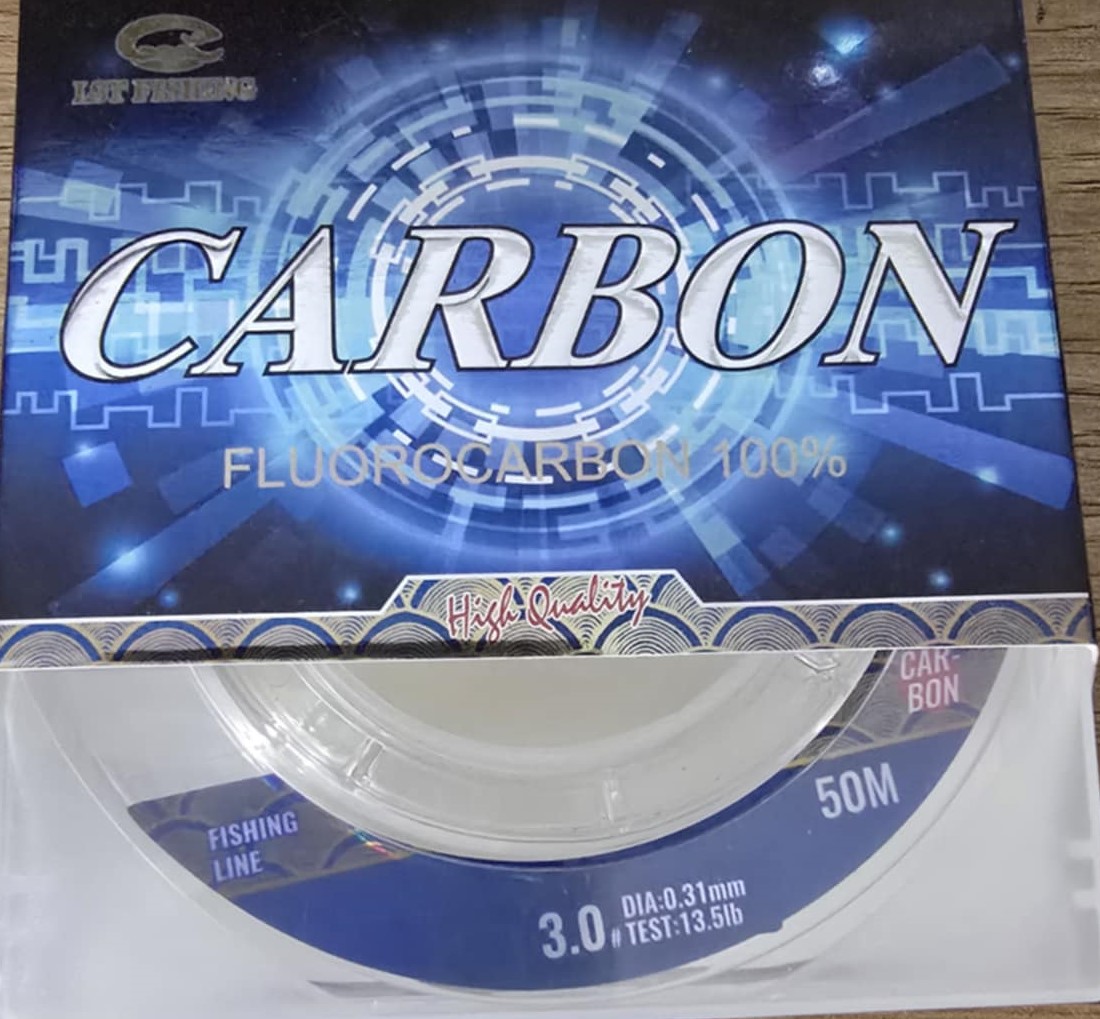 LST FISHING
CARBON
FLUOROCARBON 100%
High Quality
CAR-
BON
50M
FISHING
LINE
3.0# DIA:0.31mm
TEST:13.5lb